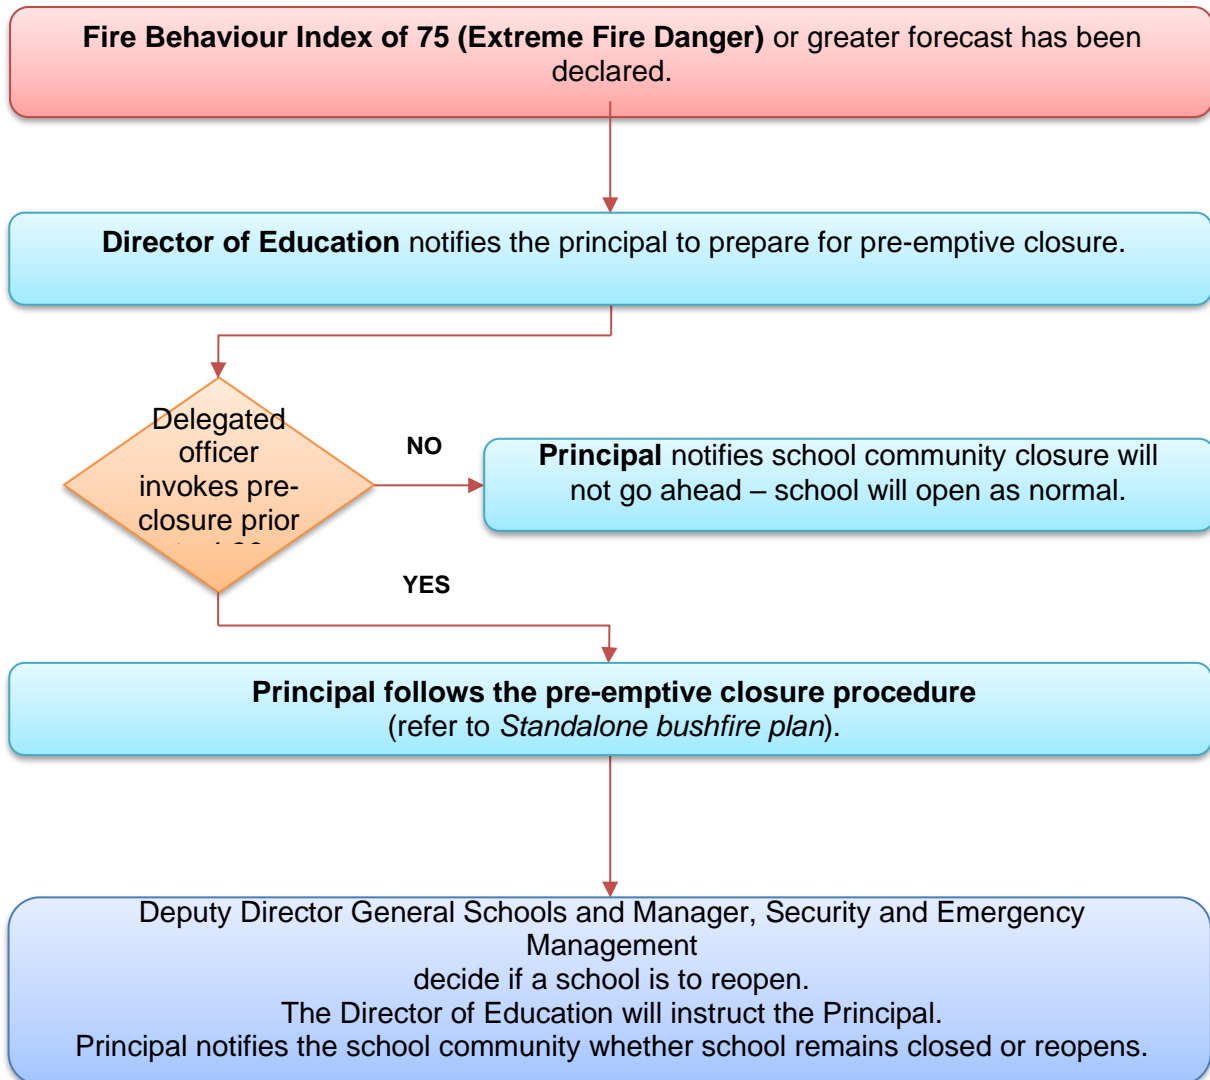 Fire Behaviour Index of 75 (Extreme Fire Danger) or greater forecast has been
declared.
Director of Education notifies the principal to prepare for pre-emptive closure.
Delegated
officer
invokes pre-
closure prior
NO
Principal notifies school community closure will
not go ahead – school will open as normal.
YES
Principal follows the pre-emptive closure procedure
(refer to Standalone bushfire plan).
Deputy Director General Schools and Manager, Security and Emergency
Management
decide if a school is to reopen.
The Director of Education will instruct the Principal.
Principal notifies the school community whether school remains closed or reopens.